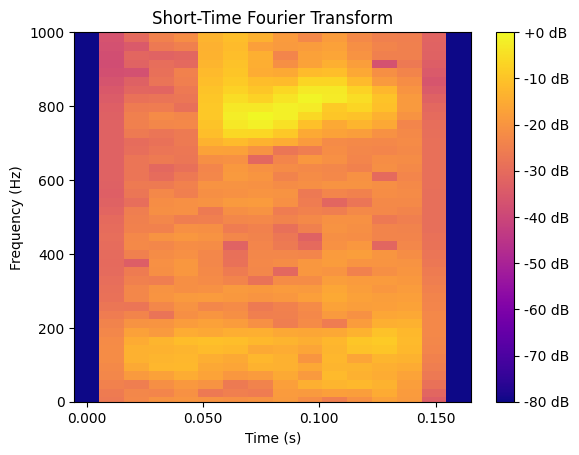 Short-Time Fourier Transform
1000
800
600
400
200
0
Frequency (Hz)
0.000
0.050
0.100
0.150
Time (s)
+0 dB
-10 dB
-20 dB
-30 dB
-40 dB
-50 dB
-60 dB
-70 dB
-80 dB